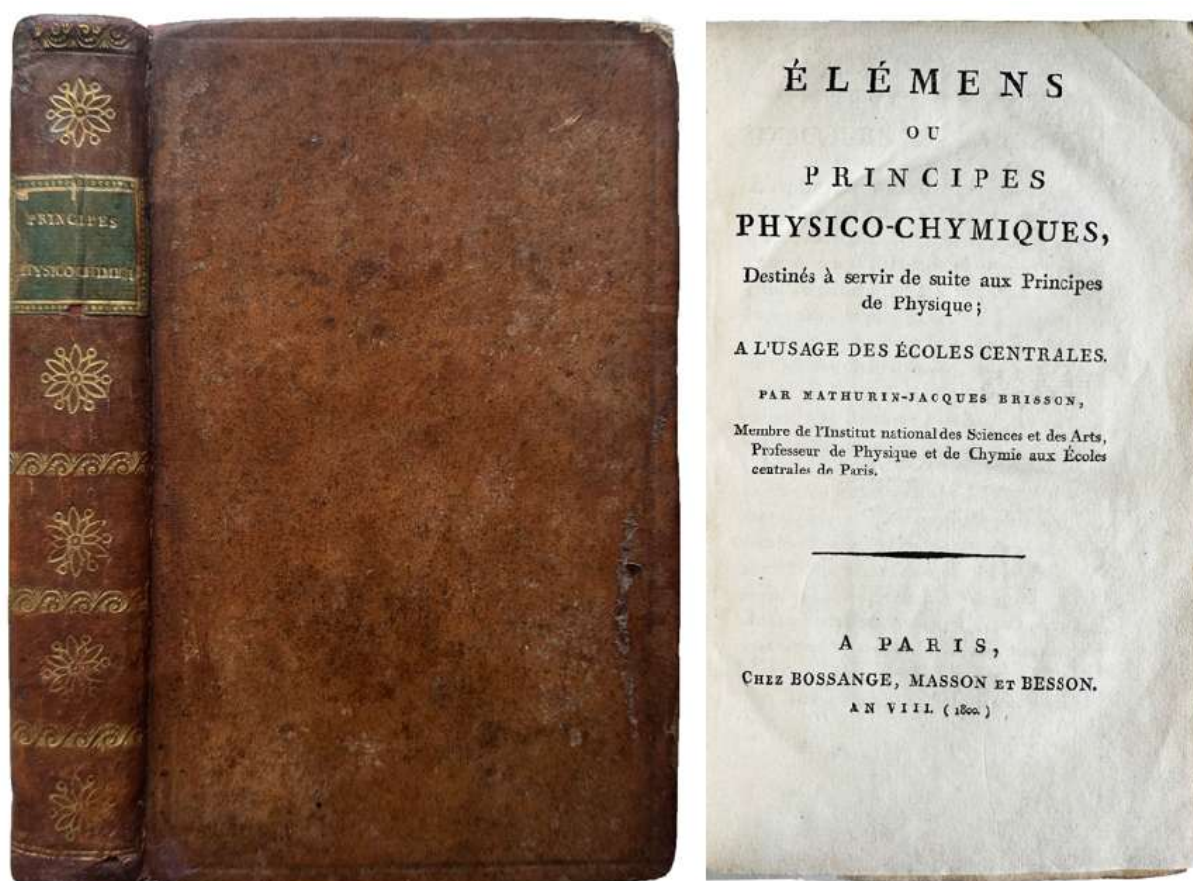 PRINCIPES
PHYSICO-CHIMIE
ÉLÉMENS
OU
PRINCIPES
PHYSICO-CHYMIQUES,
Destinés à servir de suite aux Principes
de Physique;
A L'USAGE DES ÉCOLES CENTRALES.
PAR MATHURIN-JACQUES BRISSON,
Membre de l'Institut national des Sciences et des Arts,
Professeur de Physique et de Chymie aux Écoles
centrales de Paris.
A PARIS,
CHEZ BOSSANGE, MASSON ET BESSON.
AN VIII. (1800.)